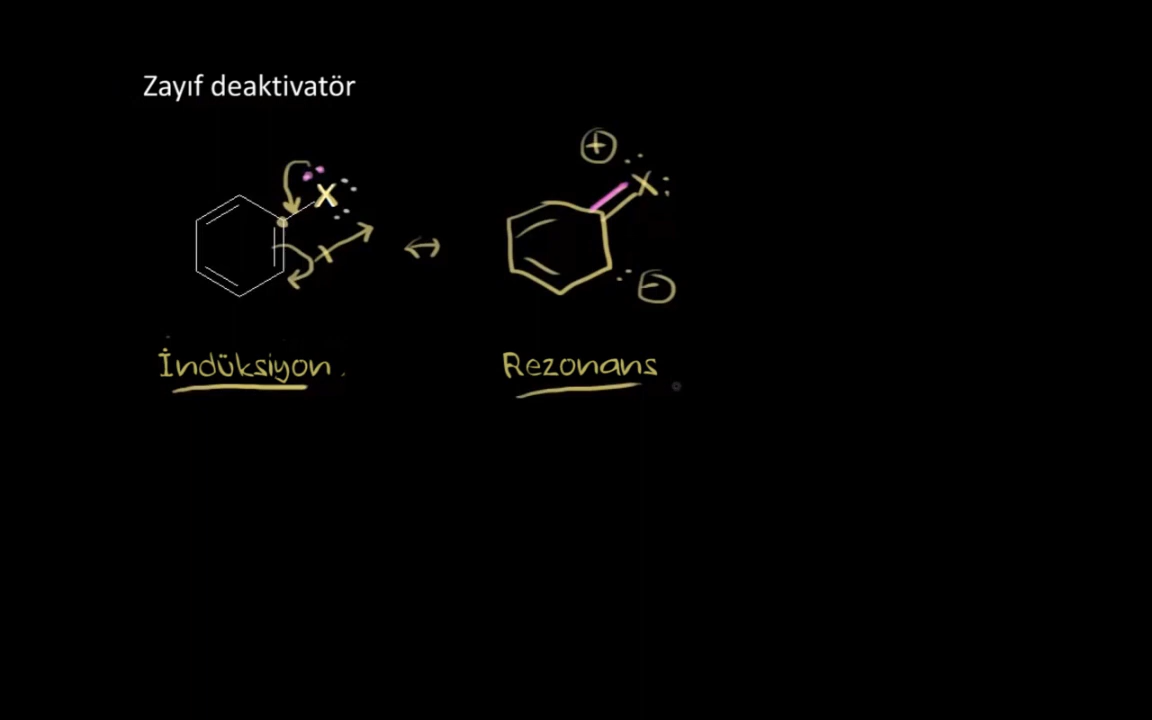 Zayıf deaktivatör
X
+
X
−
İndüksiyon.
Rezonans